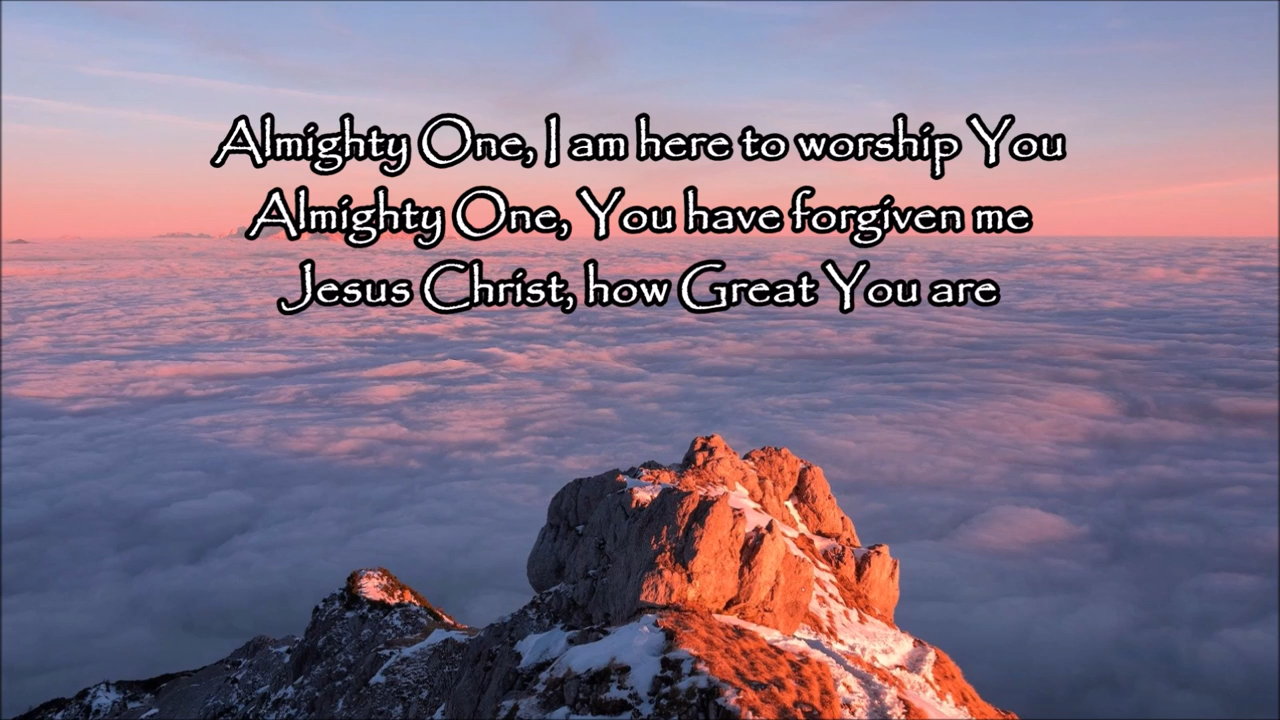 Almighty One, I am here to worship You
Almighty One, You have forgiven me
Jesus Christ, how Great You are